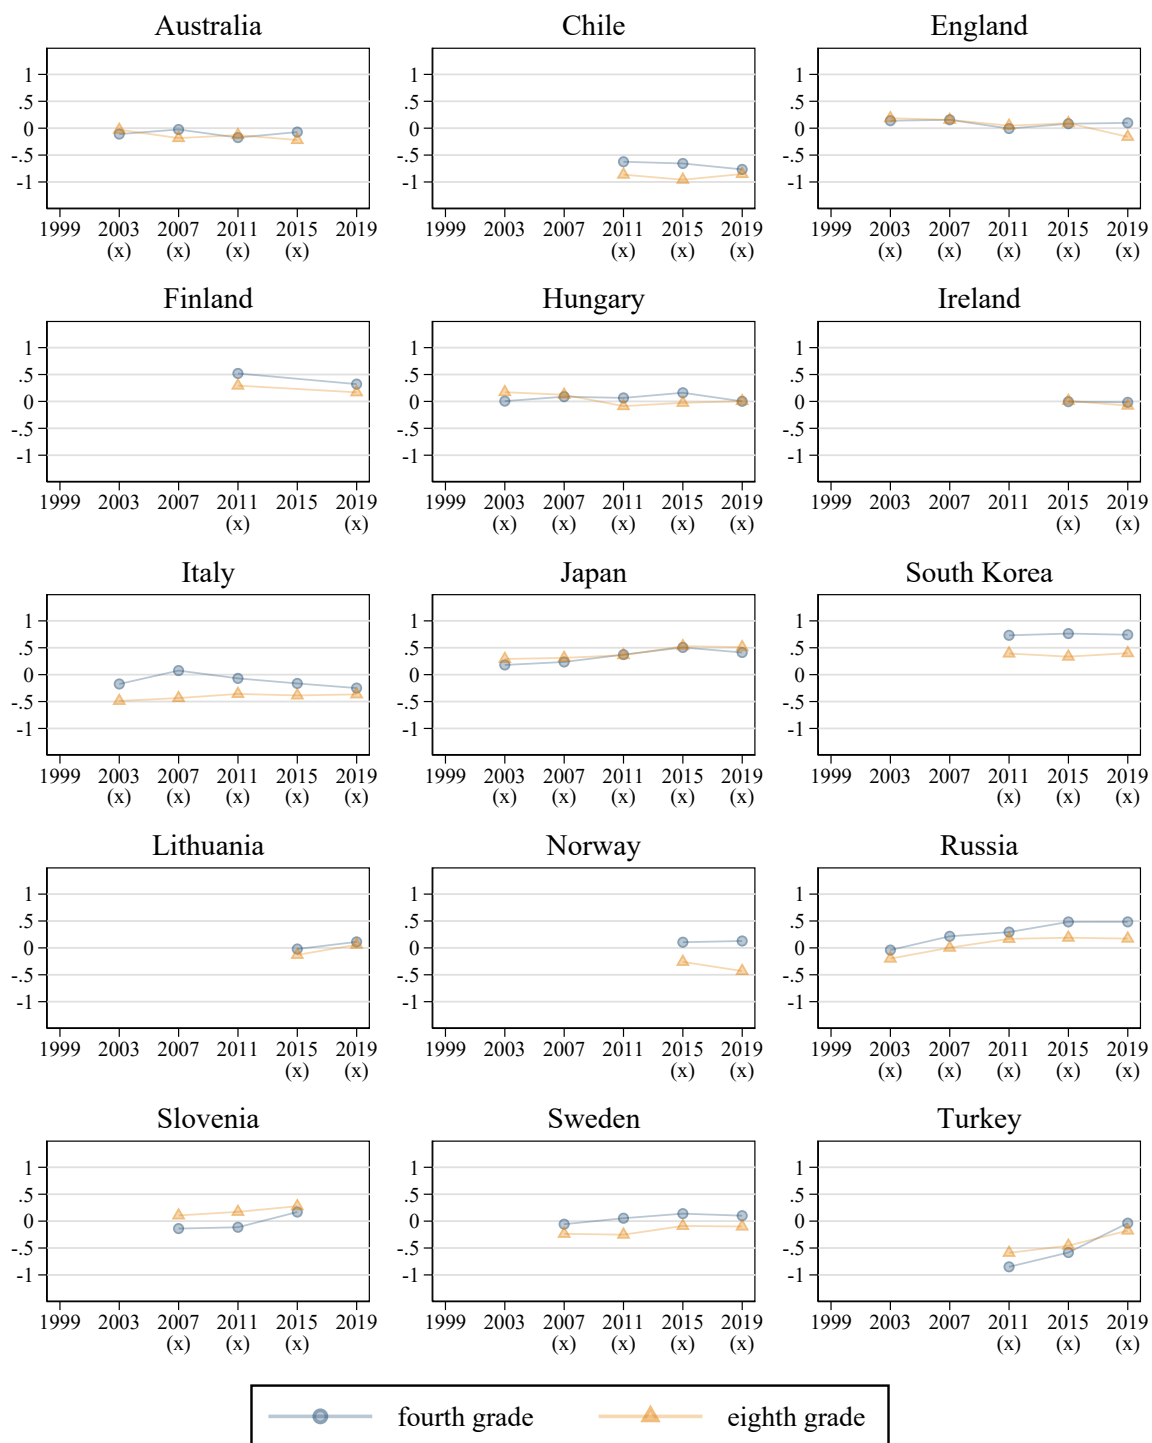 Australia Chile England
1 1 1
.5 .5 .5
0 0 0
-.5 -.5 -.5
-1 -1 -1
1999 2003 2007 2011 2015 2019 1999 2003 2007 2011 2015 2019 1999 2003 2007 2011 2015 2019
(x) (x) (x) (x) (x) (x) (x) (x) (x) (x) (x) (x)
Finland Hungary Ireland
1 1 1
.5 .5 .5
0 0 0
-.5 -.5 -.5
-1 -1 -1
1999 2003 2007 2011 2015 2019 1999 2003 2007 2011 2015 2019 1999 2003 2007 2011 2015 2019
(x) (x) (x) (x) (x) (x) (x) (x) (x)
Italy Japan South Korea
1 1 1
.5 .5 .5
0 0 0
-.5 -.5 -.5
-1 -1 -1
1999 2003 2007 2011 2015 2019 1999 2003 2007 2011 2015 2019 1999 2003 2007 2011 2015 2019
(x) (x) (x) (x) (x) (x) (x) (x) (x) (x) (x) (x) (x)
Lithuania Norway Russia
1 1 1
.5 .5 .5
0 0 0
-.5 -.5 -.5
-1 -1 -1
1999 2003 2007 2011 2015 2019 1999 2003 2007 2011 2015 2019 1999 2003 2007 2011 2015 2019
(x) (x) (x) (x) (x) (x) (x) (x) (x)
Slovenia Sweden Turkey
1 1 1
.5 .5 .5
0 0 0
-.5 -.5 -.5
-1 -1 -1
1999 2003 2007 2011 2015 2019 1999 2003 2007 2011 2015 2019 1999 2003 2007 2011 2015 2019
(x) (x) (x) (x) (x) (x) (x) (x) (x) (x)
fourth grade eighth grade